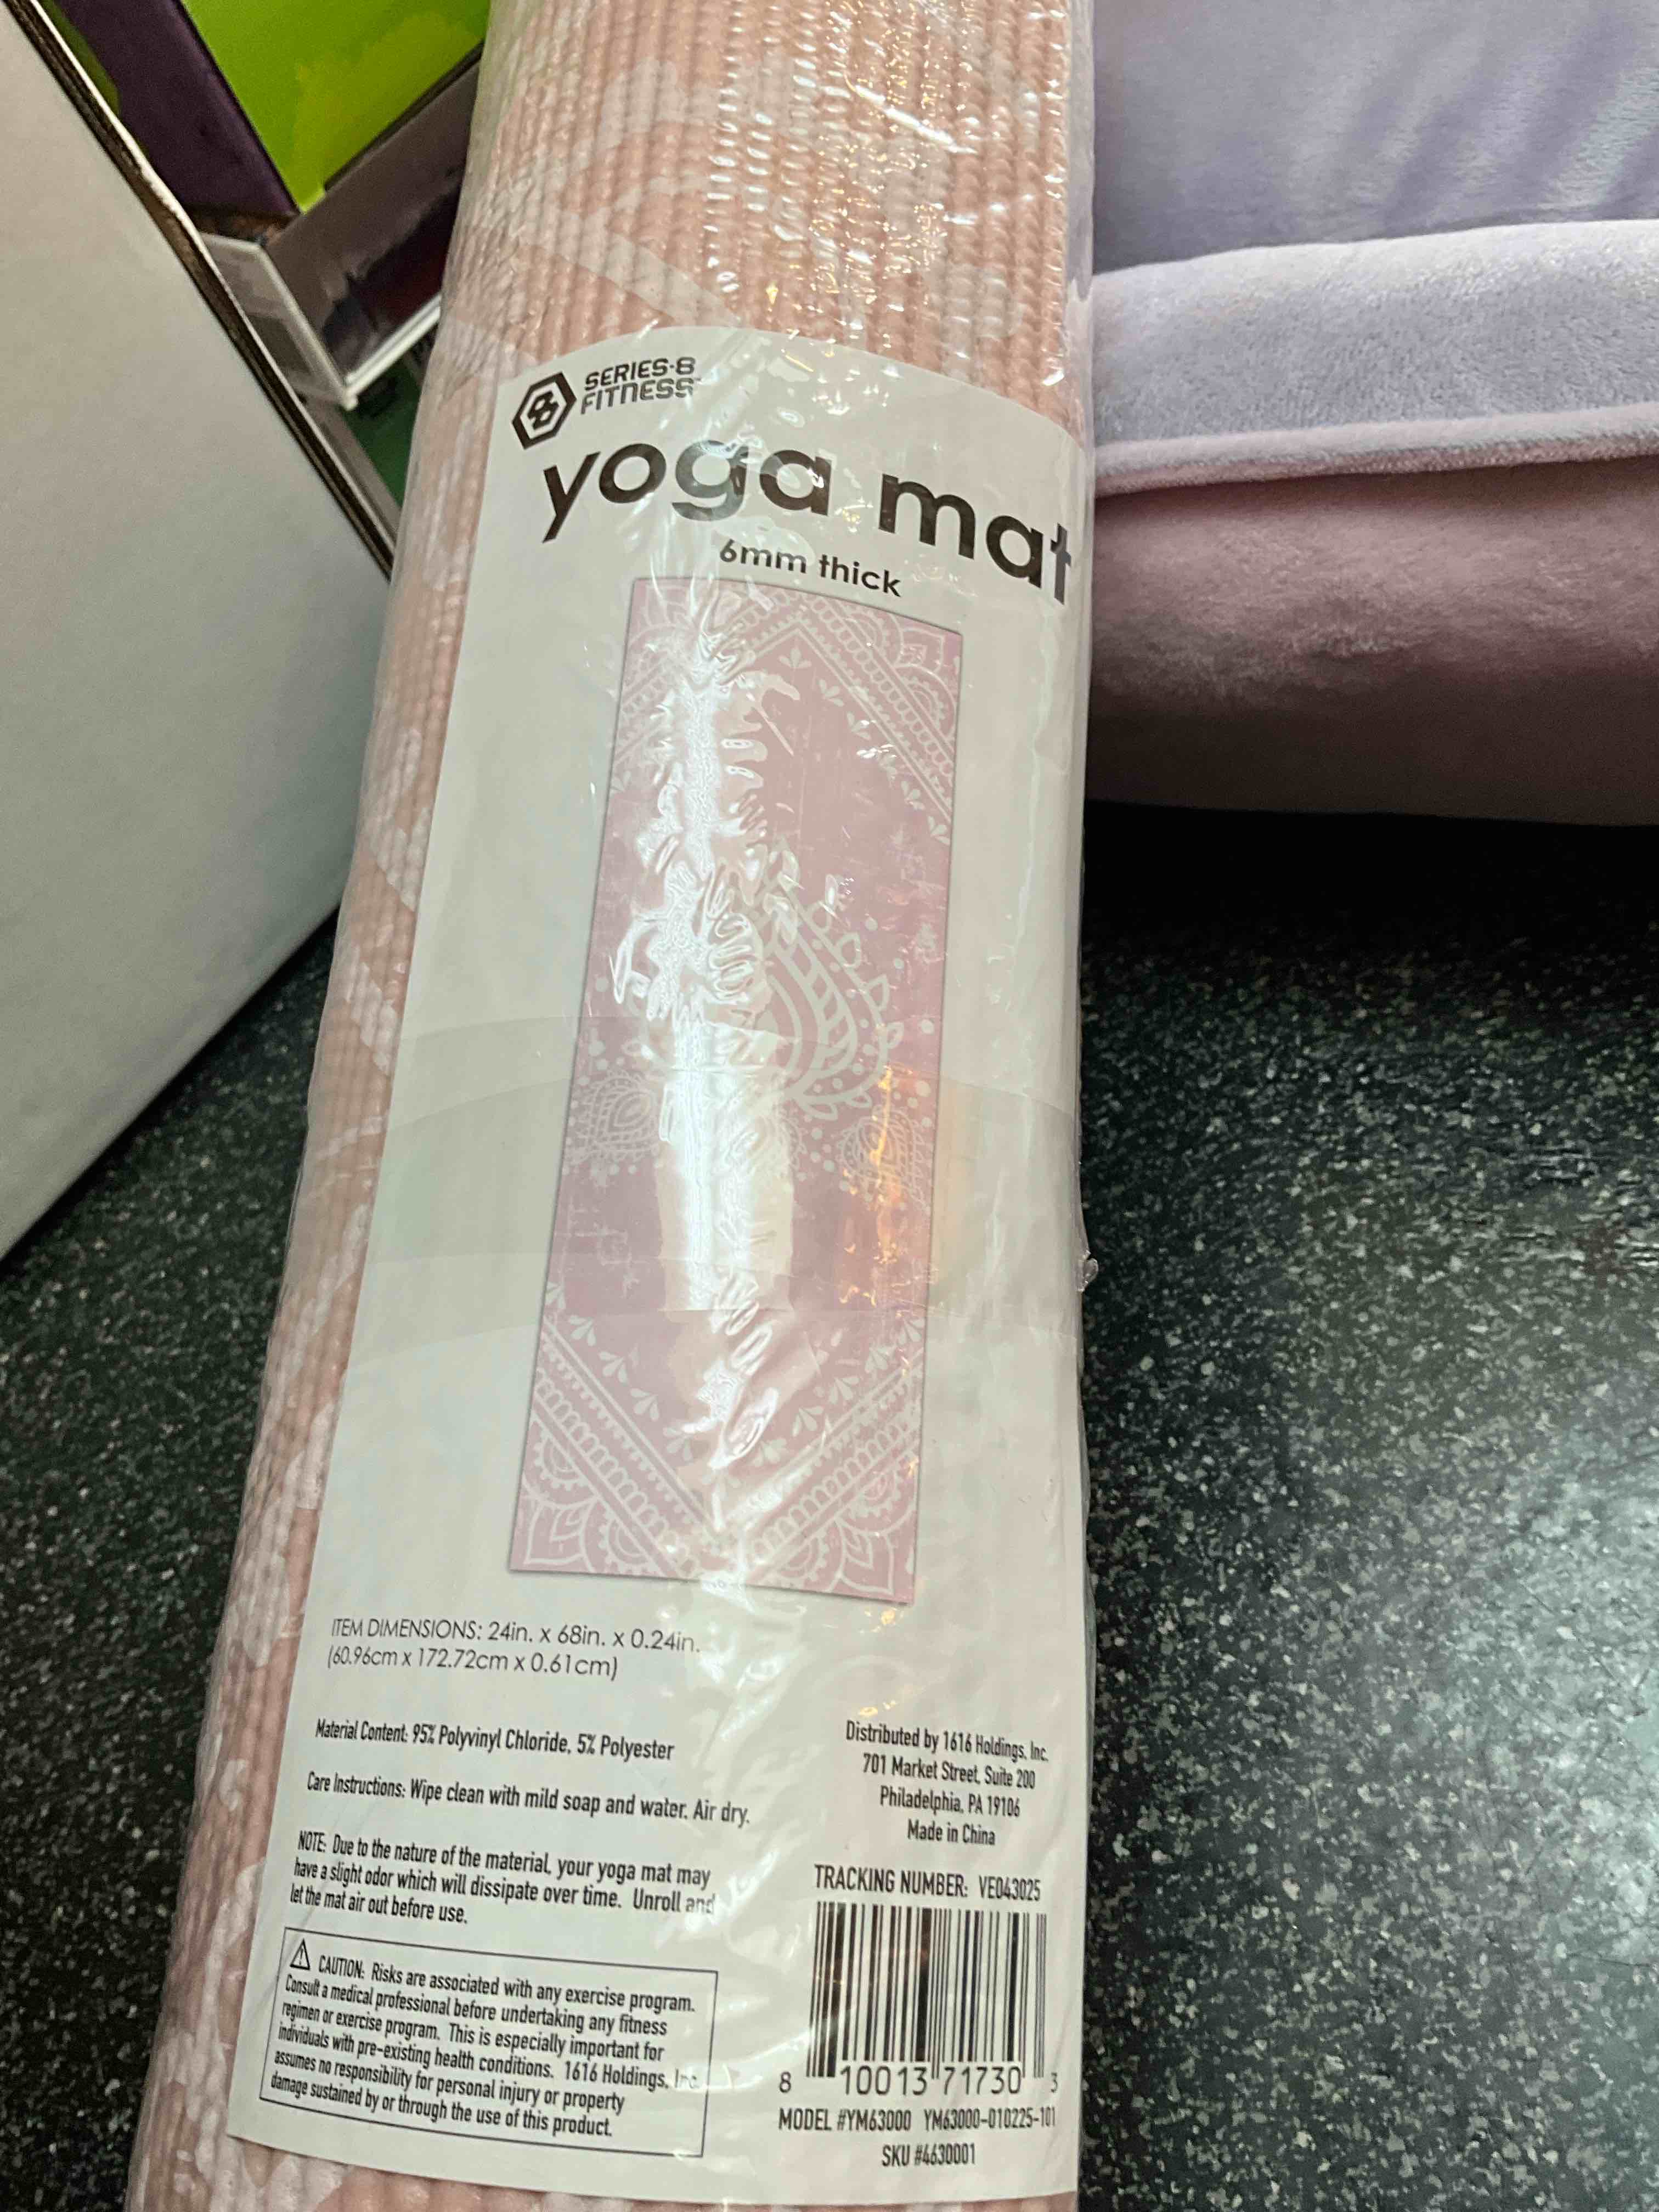 SERIES-8
FITNESS™
yoga mat
6mm thick
ITEM DIMENSIONS: 24in. x 68in. x 0.24in.
(60.96cm x 172.72cm x 0.61cm)
Material Content: 95% Polyvinyl Chloride, 5% Polyester
Care Instructions: Wipe clean with mild soap and water. Air dry.
NOTE: Due to the nature of the material, your yoga mat may
have a slight odor which will dissipate over time. Unroll and
let the mat air out before use.
CAUTION: Risks are associated with any exercise program.
Consult a medical professional before undertaking any fitness
regimen or exercise program. This is especially important for
individuals with pre-existing health conditions. 1616 Holdings, Inc.
assumes no responsibility for personal injury or property
damage sustained by or through the use of this product.
Distributed by 1616 Holdings, Inc.
701 Market Street, Suite 200
Philadelphia, PA 19106
Made in China
TRACKING NUMBER: VE043025
8 10013 71730 3
MODEL #YM63000 YM63000-010225-101
SKU #4630001